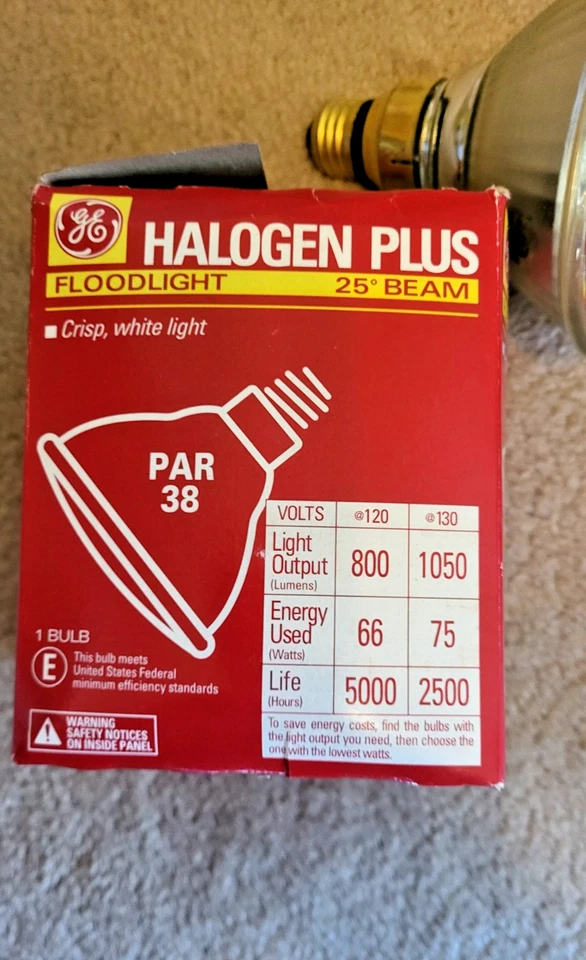 GE
HALOGEN PLUS
FLOODLIGHT 25° BEAM
Crisp, white light
PAR
38
VOLTS @120 @130
Light
Output
(Lumens)
800 1050
Energy
Used
(Watts)
66 75
Life
(Hours)
5000 2500
To save energy costs, find the bulbs with
the light output you need, then choose the
one with the lowest watts.
1 BULB
E
This bulb meets
United States Federal
minimum efficiency standards
WARNING
SAFETY NOTICES
ON INSIDE PANEL